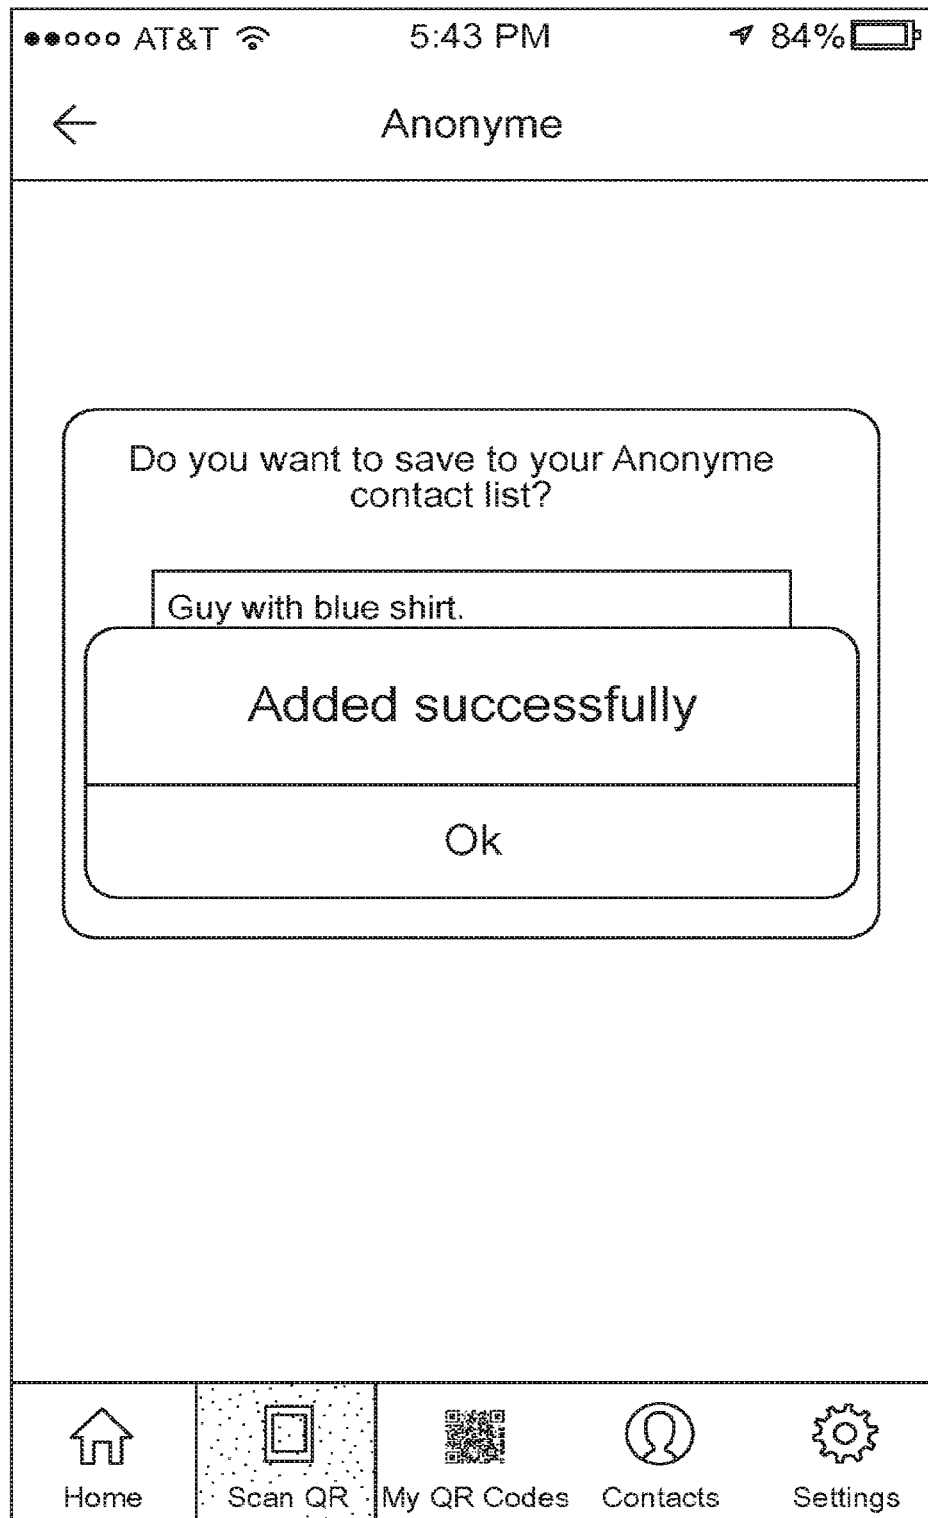 AT&T 5:43 PM 84%
Anonyme
Do you want to save to your Anonyme
contact list?
Guy with blue shirt.
Added successfully
Ok
Home Scan QR My QR Codes Contacts Settings